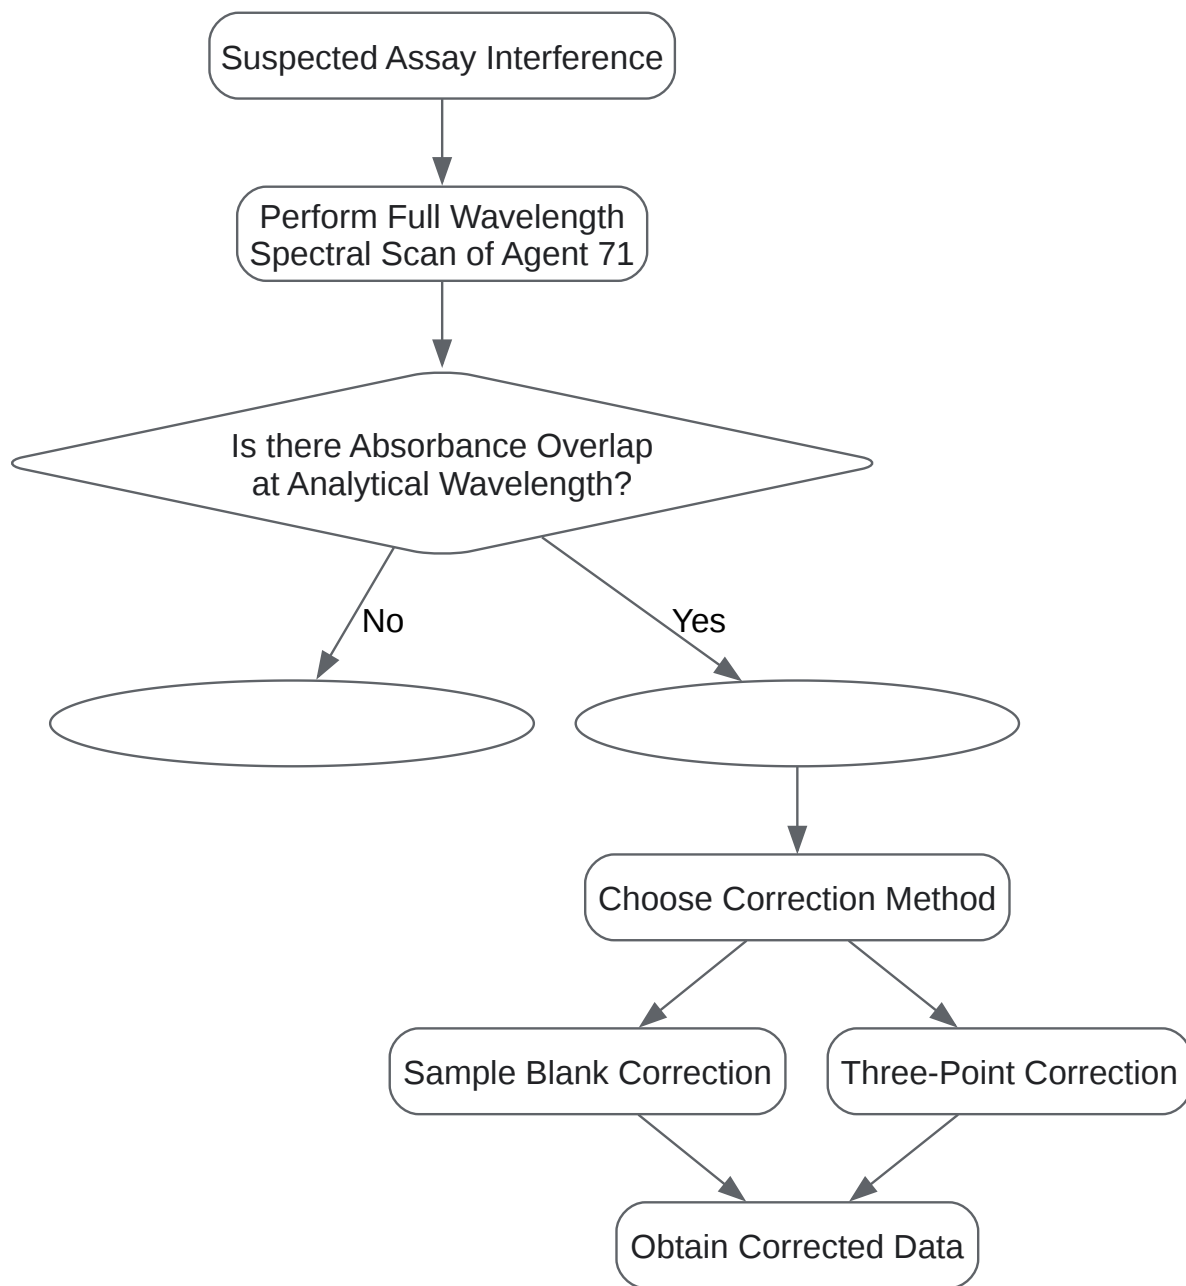 Suspected Assay Interference
Perform Full Wavelength
Spectral Scan of Agent 71
Is there Absorbance Overlap
at Analytical Wavelength?
No
Yes
Choose Correction Method
Sample Blank Correction
Three-Point Correction
Obtain Corrected Data